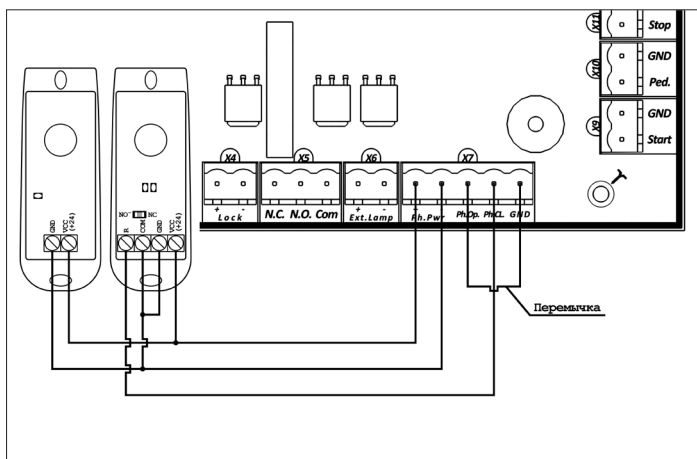 X11
Stop
X10
GND
Ped.
X9
GND
Start
X4
X5
X6
X7
+ -
Lock
N.C. N.O. Com
+ -
Ext.Lamp
+ -
Ph.Pwr
Ph.Op.
Ph.CL.
GND
GND
VCC
(+24)
NO
NC
R
COM
GND
VCC
(+24)
Перемычка